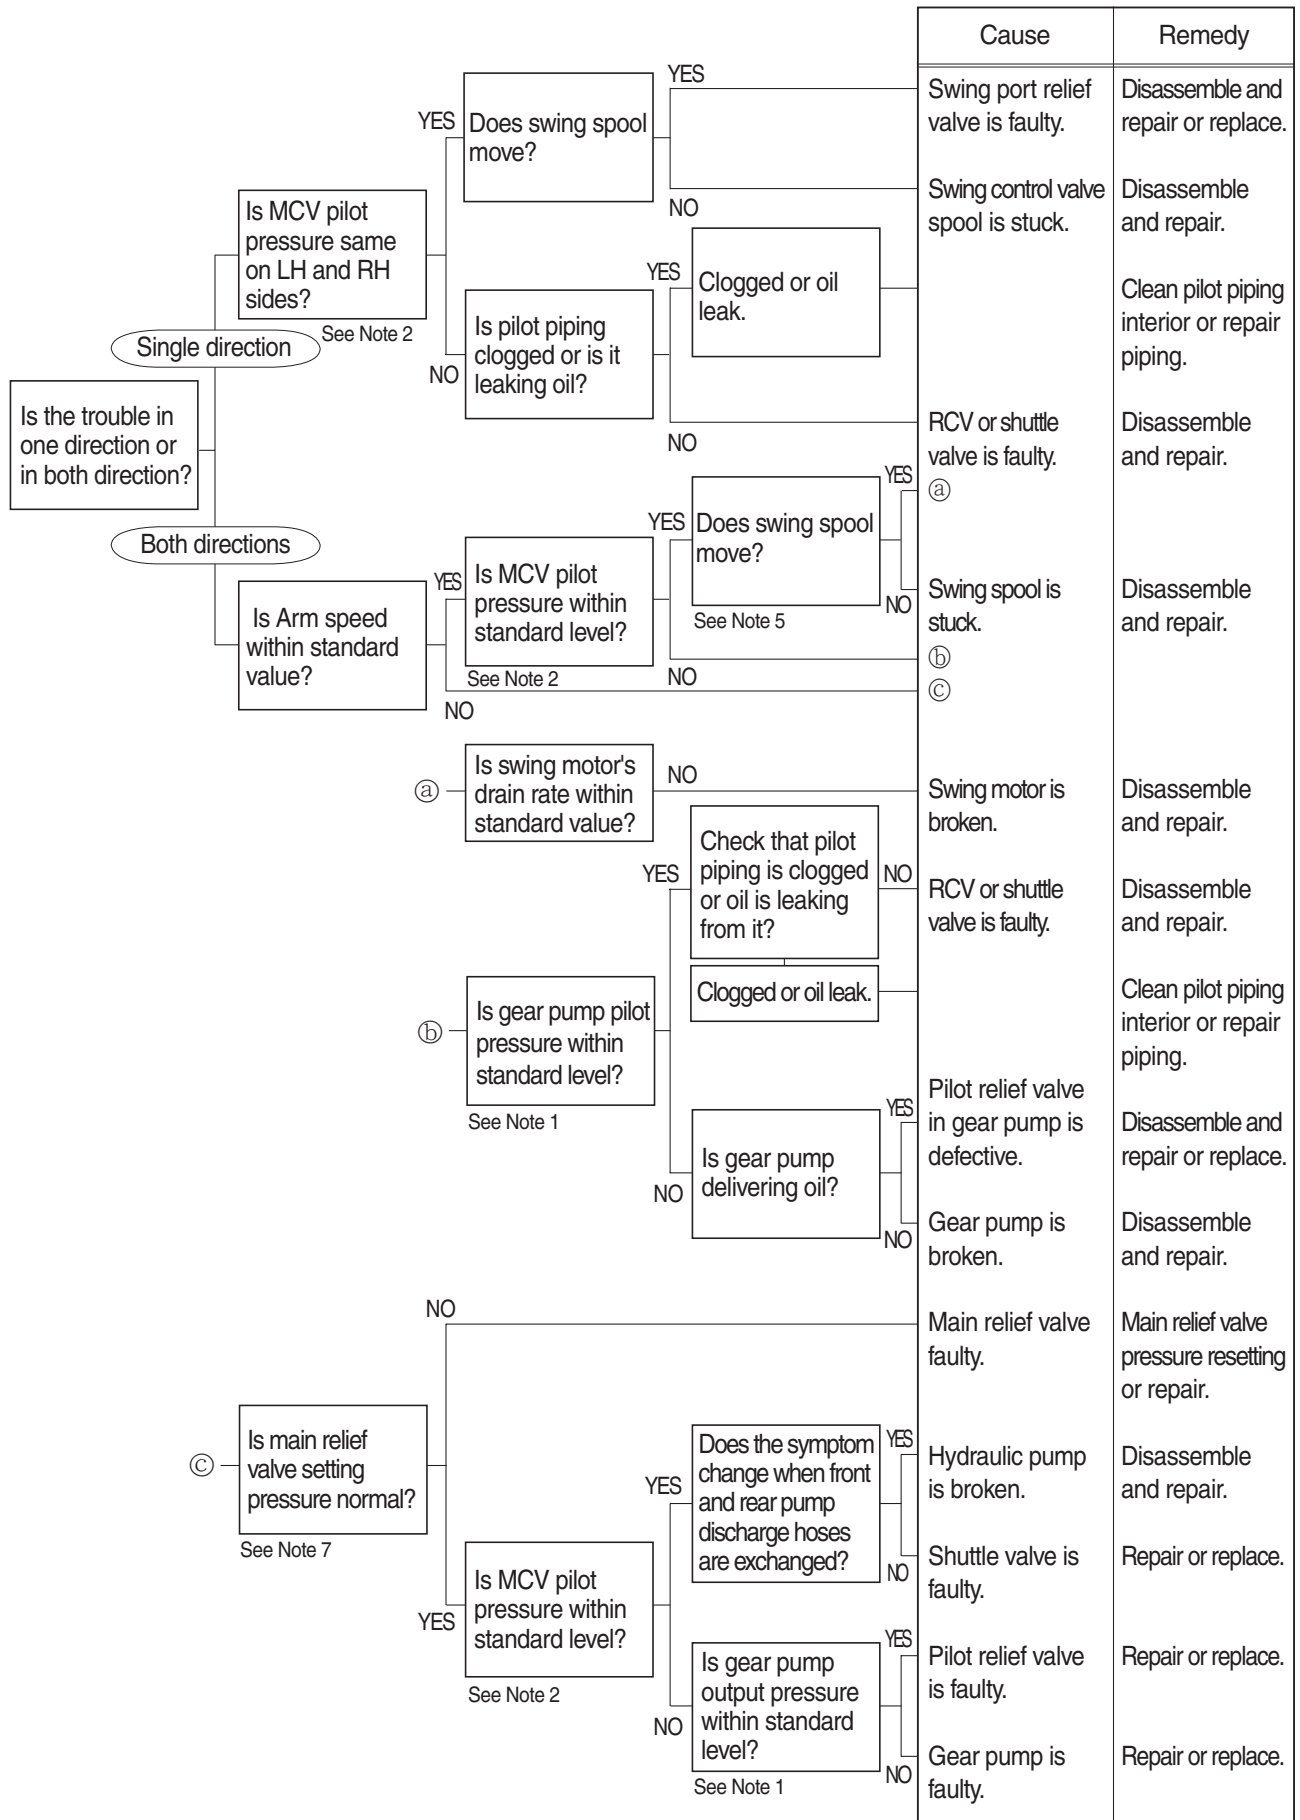 Cause
Remedy
YES
Swing port relief
valve is faulty.
Disassemble and
repair or replace.
YES
Does swing spool
move?
NO
Swing control valve
spool is stuck.
Disassemble
and repair.
Is MCV pilot
pressure same
on LH and RH
sides?
See Note 2
YES
Clogged or oil
leak.
Clean pilot piping
interior or repair
piping.
Single direction
NO
Is pilot piping
clogged or is it
leaking oil?
NO
RCV or shuttle
valve is faulty.
Disassemble
and repair.
Is the trouble in
one direction or
in both direction?
Both directions
YES
ⓐ
YES
Does swing spool
move?
See Note 5
NO
Swing spool is
stuck.
Disassemble
and repair.
YES
Is MCV pilot
pressure within
standard level?
See Note 2
NO
ⓑ
Is Arm speed
within standard
value?
NO
ⓒ
ⓐ
Is swing motor's
drain rate within
standard value?
NO
Swing motor is
broken.
Disassemble
and repair.
YES
Check that pilot
piping is clogged
or oil is leaking
from it?
NO
RCV or shuttle
valve is faulty.
Disassemble
and repair.
Clogged or oil leak.
Clean pilot piping
interior or repair
piping.
ⓑ
Is gear pump pilot
pressure within
standard level?
See Note 1
YES
Pilot relief valve
in gear pump is
defective.
Disassemble and
repair or replace.
NO
Is gear pump
delivering oil?
NO
Gear pump is
broken.
Disassemble
and repair.
NO
Main relief valve
faulty.
Main relief valve
pressure resetting
or repair.
ⓒ
Is main relief
valve setting
pressure normal?
See Note 7
YES
Does the symptom
change when front
and rear pump
discharge hoses
are exchanged?
YES
Hydraulic pump
is broken.
Disassemble
and repair.
NO
Shuttle valve is
faulty.
Repair or replace.
YES
Is MCV pilot
pressure within
standard level?
See Note 2
NO
Is gear pump
output pressure
within standard
level?
See Note 1
YES
Pilot relief valve
is faulty.
Repair or replace.
NO
Gear pump is
faulty.
Repair or replace.